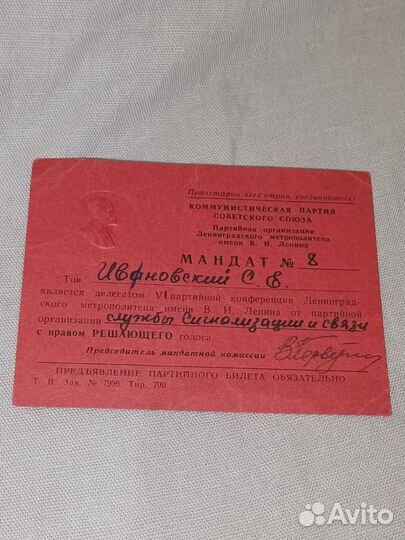 Пролетарии всех стран, соединяйтесь!
КОММУНИСТИЧЕСКАЯ ПАРТИЯ
СОВЕТСКОГО СОЮЗА
Партийная организация
Ленинградского метрополитена
имени В. И. Ленина
МАНДАТ № 8
Тов. Ивановский С. Е.
является делегатом VI партийной конференции Ленинград-
ского метрополитена имени В. И. Ленина от партийной
организации службы Сигнализации и связи
с правом РЕШАЮЩЕГО голоса.
Председатель мандатной комиссии
ПРЕДЪЯВЛЕНИЕ ПАРТИЙНОГО БИЛЕТА ОБЯЗАТЕЛЬНО
Т. В. Зак. № 7996. Тир. 700
Avito